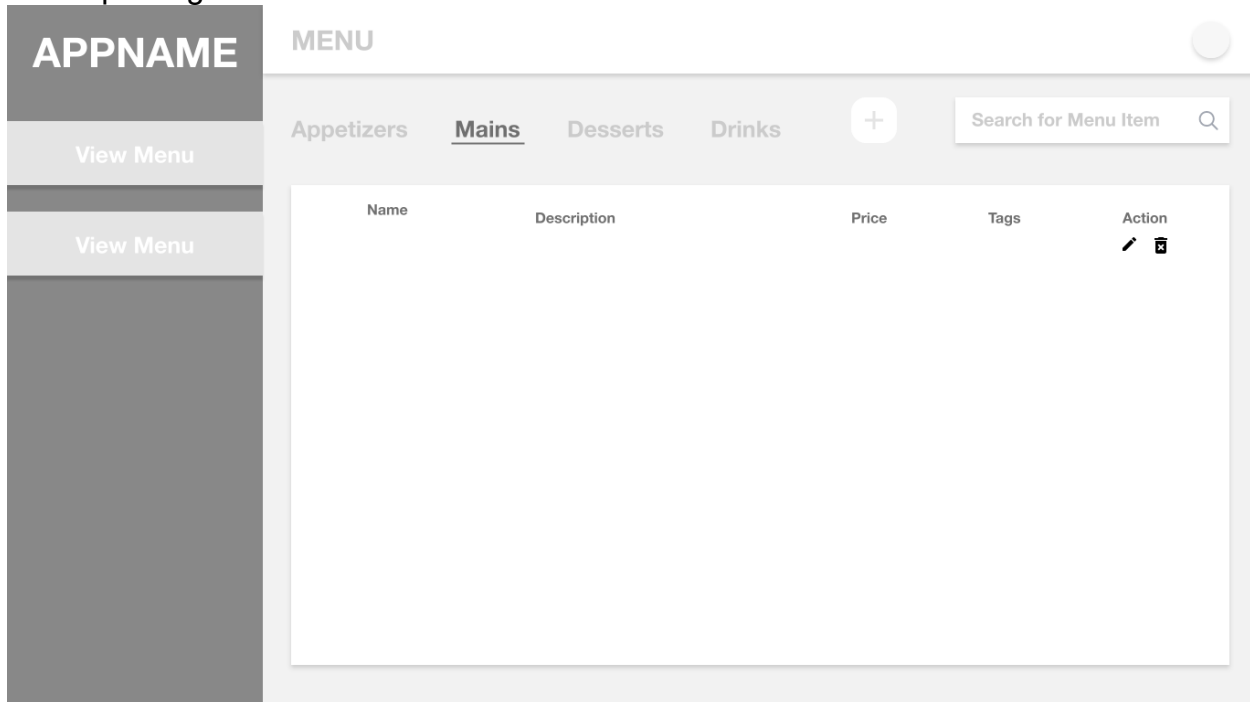 APPNAME
MENU
Appetizers Mains Desserts Drinks +
Search for Menu Item
View Menu
View Menu
Name Description Price Tags Action